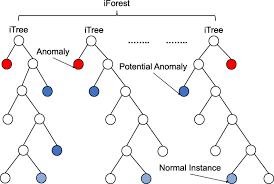 iForest
iTree iTree ........ iTree
Anomaly
Potential Anomaly
........
Normal Instance